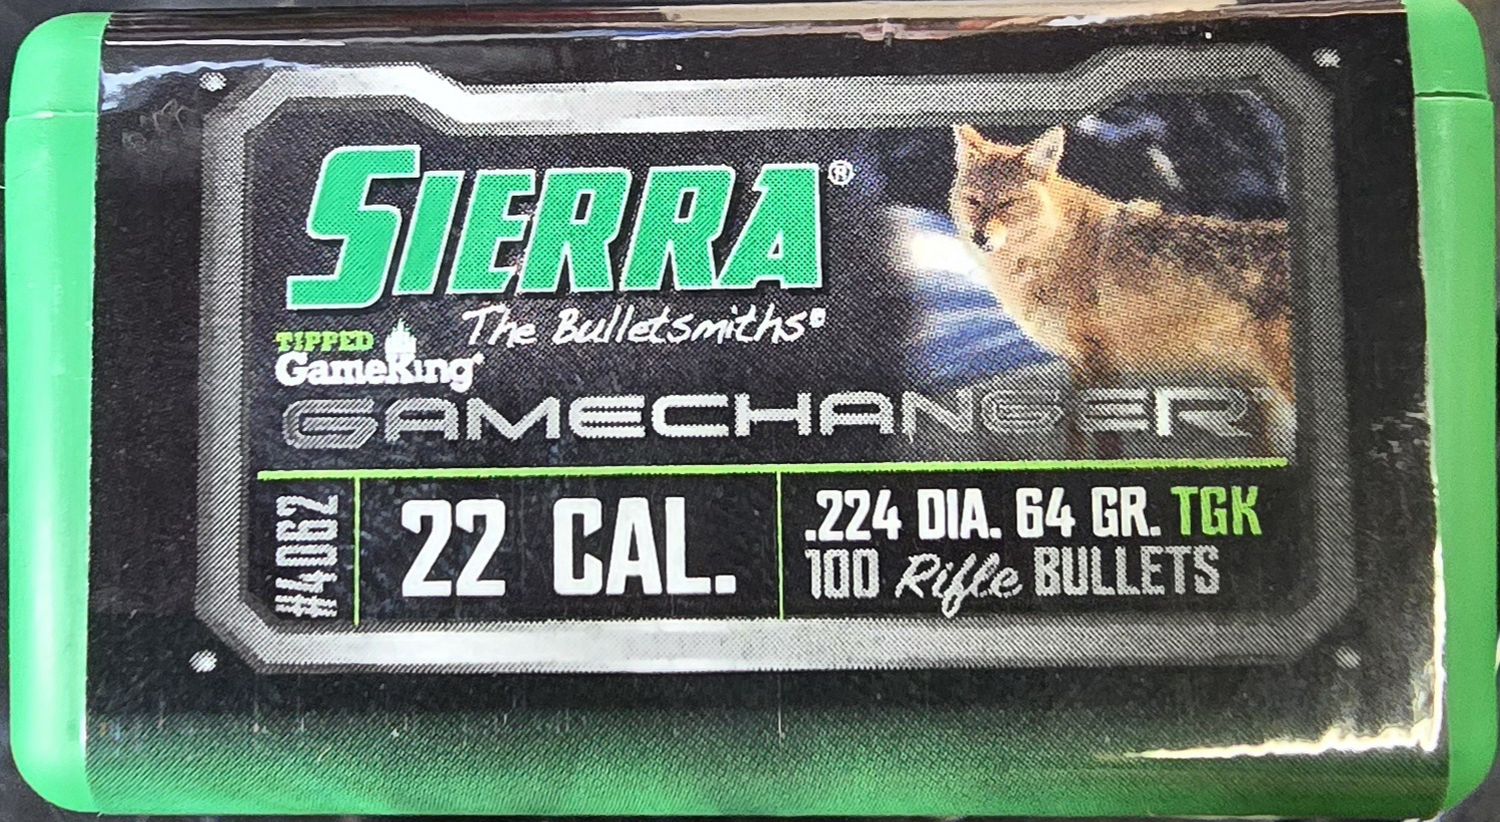 SIERRA®
The Bulletsmiths®
TIPPED
GameKing®
GAMECHANGER
#4062
22 CAL.
.224 DIA. 64 GR. TGK
100 Rifle BULLETS